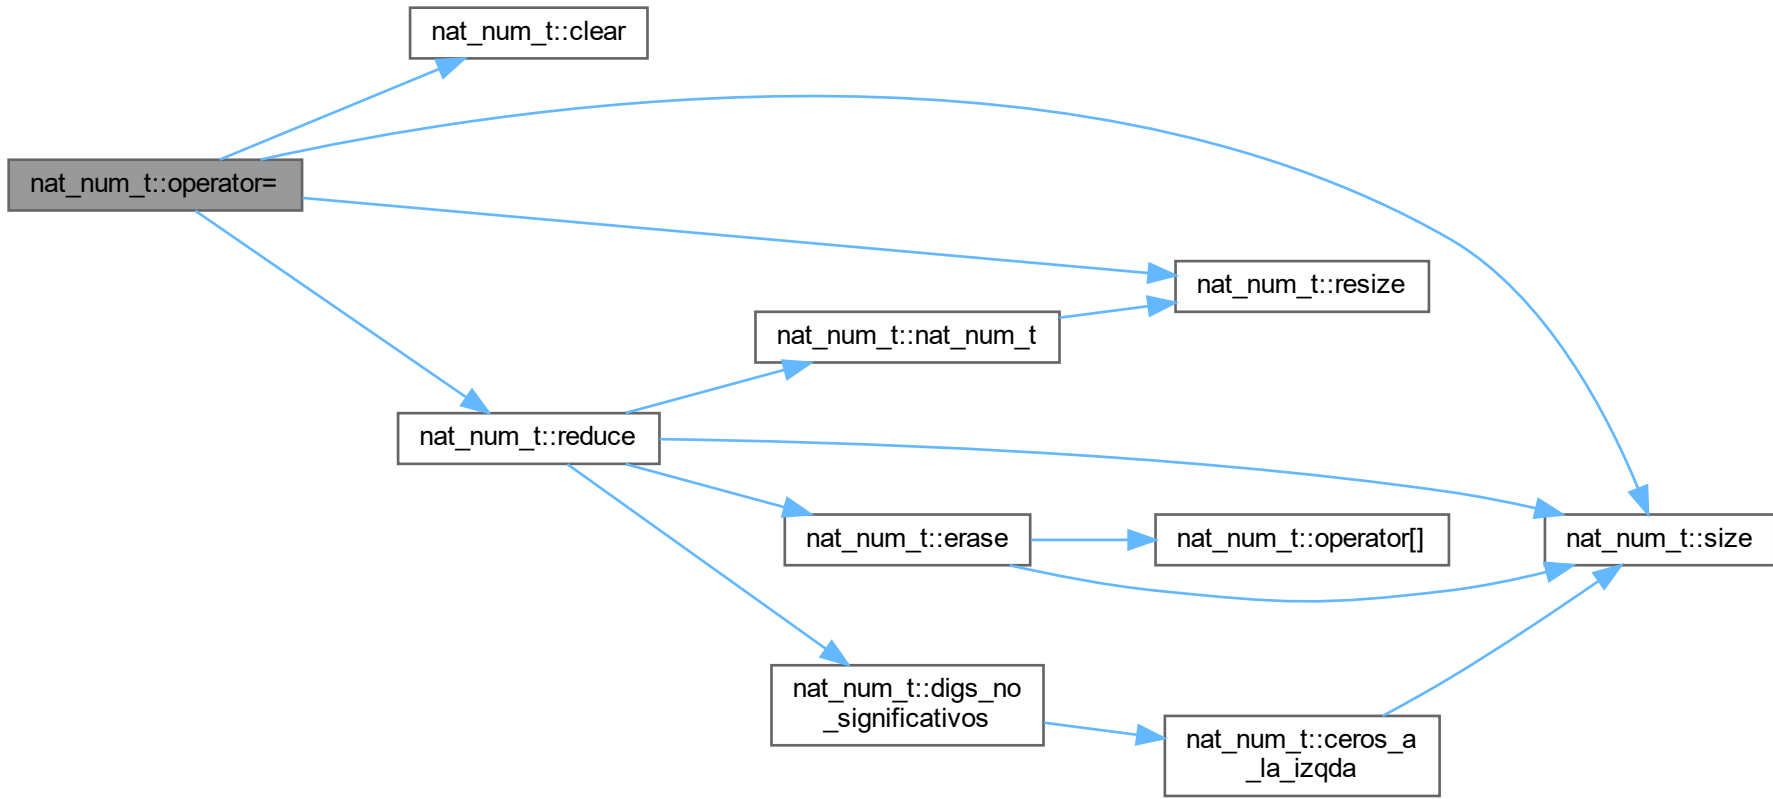 nat_num_t::clear
nat_num_t::operator=
nat_num_t::resize
nat_num_t::nat_num_t
nat_num_t::reduce
nat_num_t::erase
nat_num_t::operator[]
nat_num_t::size
nat_num_t::digs_no
_significativos
nat_num_t::ceros_a
_la_izqda